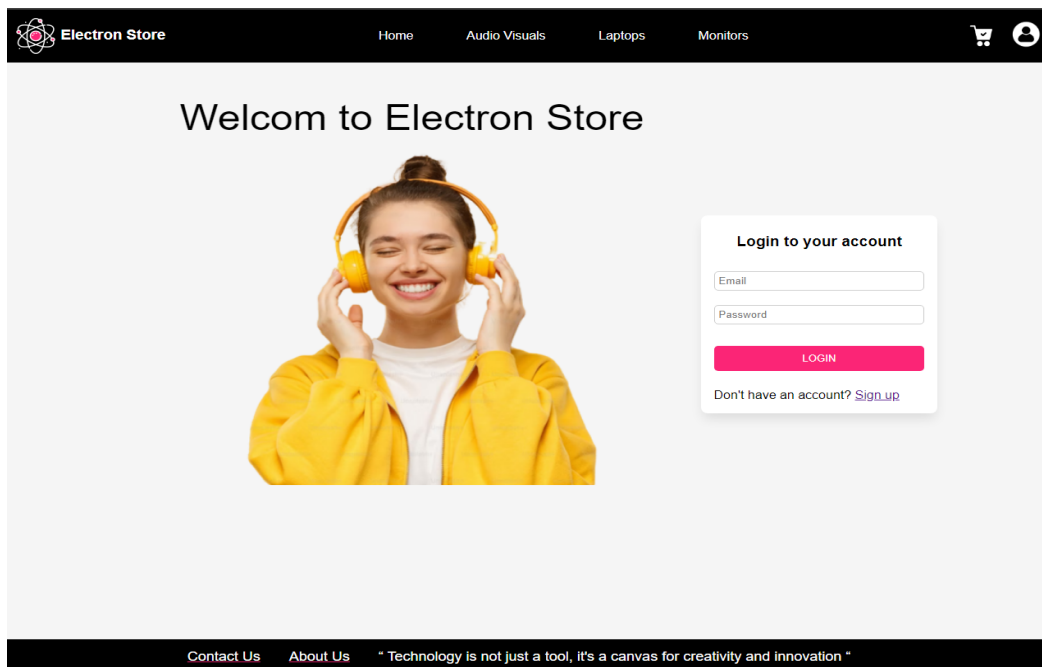 Electron Store Home Audio Visuals Laptops Monitors
Welcom to Electron Store
Login to your account
Email
Password
LOGIN
Don't have an account? Sign up
Contact Us About Us “ Technology is not just a tool, it's a canvas for creativity and innovation “